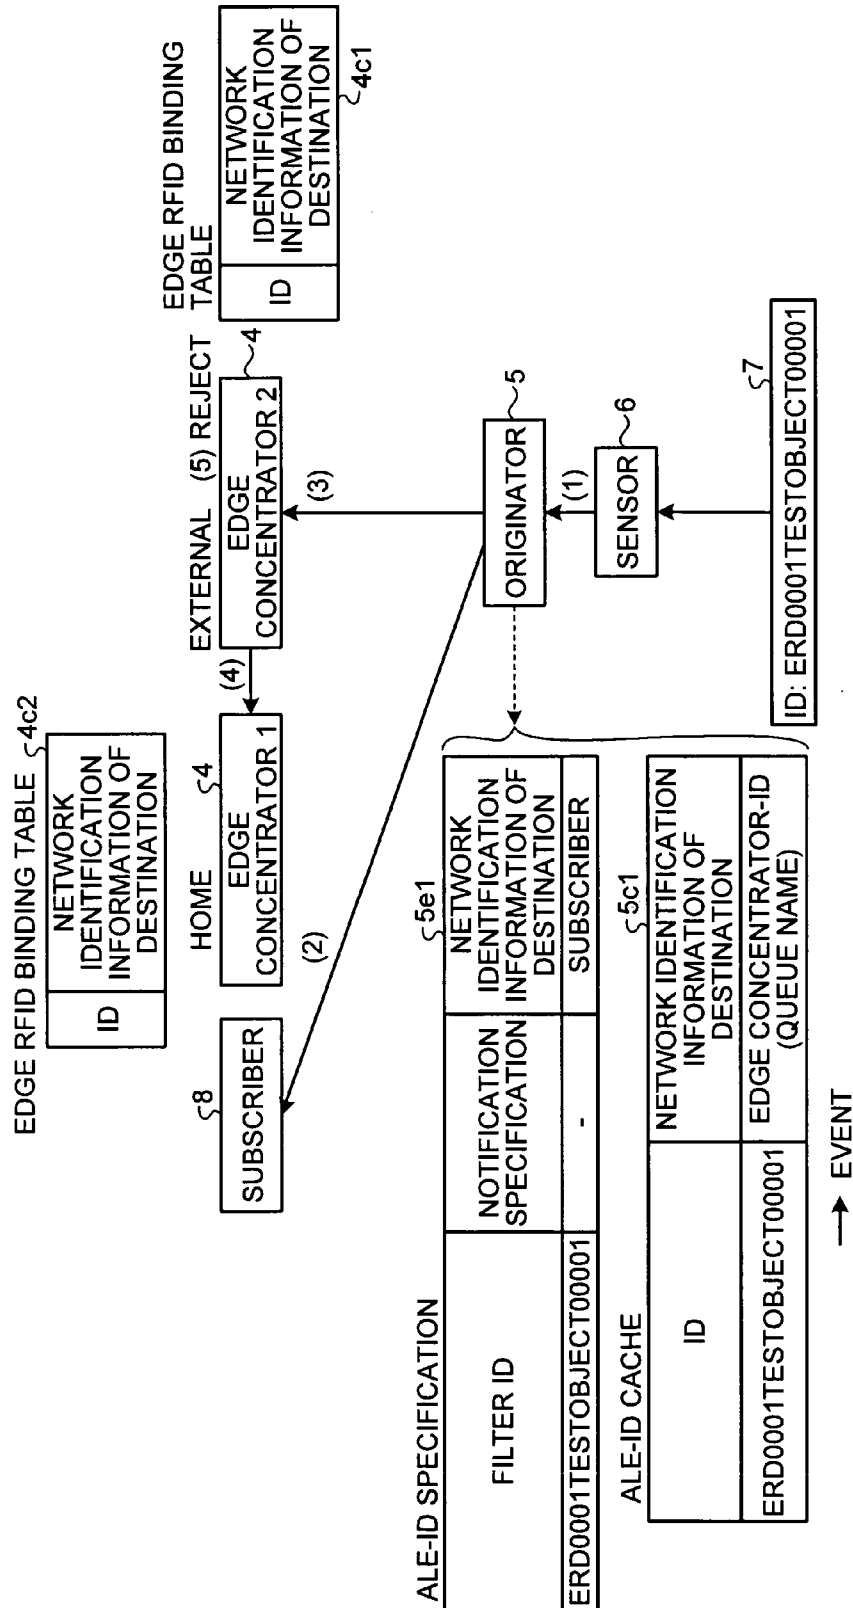 EDGE RFID BINDING TABLE
4c2
ID
NETWORK
IDENTIFICATION
INFORMATION OF
DESTINATION
EDGE RFID BINDING
TABLE
ID
NETWORK
IDENTIFICATION
INFORMATION OF
DESTINATION
4c1
8
SUBSCRIBER
HOME
4
EDGE
CONCENTRATOR 1
(4)
EXTERNAL
(5) REJECT
4
EDGE
CONCENTRATOR 2
(2)
(3)
ORIGINATOR
5
(1)
SENSOR
6
7
ID: ERD0001TESTOBJECT00001
ALE-ID SPECIFICATION
5e1
FILTER ID
NOTIFICATION
SPECIFICATION
NETWORK
IDENTIFICATION
INFORMATION OF
DESTINATION
ERD0001TESTOBJECT00001
-
SUBSCRIBER
ALE-ID CACHE
5c1
ID
NETWORK IDENTIFICATION
INFORMATION OF
DESTINATION
ERD0001TESTOBJECT00001
EDGE CONCENTRATOR-ID
(QUEUE NAME)
EVENT